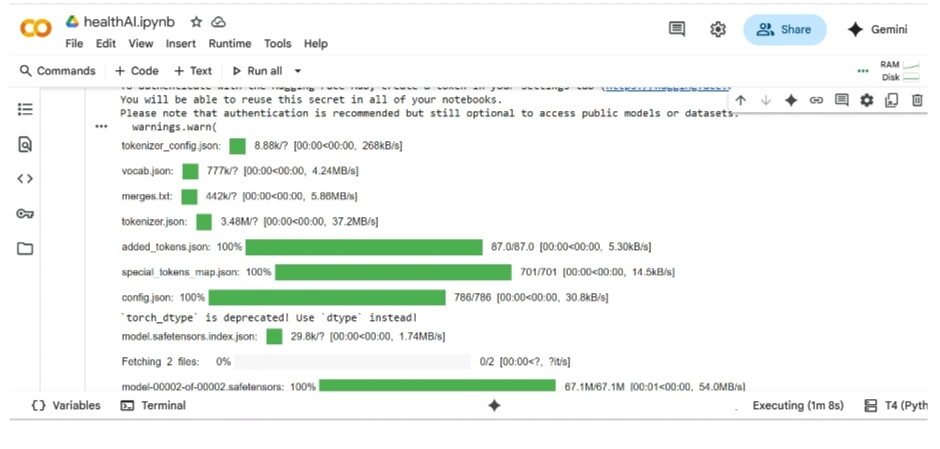 healthAI.ipynb
File Edit View Insert Runtime Tools Help
Share
Gemini
Commands + Code + Text Run all
RAM
Disk
You will be able to reuse this secret in all of your notebooks.
Please note that authentication is recommended but still optional to access public models or datasets.
warnings.warn(
tokenizer_config.json: 8.88k/? [00:00<00:00, 268kB/s]
vocab.json: 777k/? [00:00<00:00, 4.24MB/s]
merges.txt: 442k/? [00:00<00:00, 5.86MB/s]
tokenizer.json: 3.48M/? [00:00<00:00, 37.2MB/s]
added_tokens.json: 100% 87.0/87.0 [00:00<00:00, 5.30kB/s]
special_tokens_map.json: 100% 701/701 [00:00<00:00, 14.5kB/s]
config.json: 100% 786/786 [00:00<00:00, 30.8kB/s]
`torch_dtype` is deprecated! Use `dtype` instead!
model.safetensors.index.json: 29.8k/? [00:00<00:00, 1.74MB/s]
Fetching 2 files: 0% 0/2 [00:00<?, ?it/s]
model-00002-of-00002.safetensors: 100% 67.1M/67.1M [00:01<00:00, 54.0MB/s]
{} Variables Terminal Executing (1m 8s) T4 (Pyth